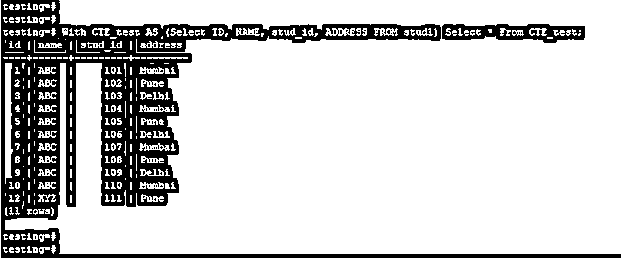 testing=#
testing=#
testing=# With CTE_test AS (Select ID, NAME, stud_id, ADDRESS FROM stud1) Select * From CTE_test;
 id | name | stud_id | address
----+------+---------+---------
  1 | ABC  |     101 | Mumbai
  2 | ABC  |     102 | Pune
  3 | ABC  |     103 | Delhi
  4 | ABC  |     104 | Mumbai
  5 | ABC  |     105 | Pune
  6 | ABC  |     106 | Delhi
  7 | ABC  |     107 | Mumbai
  8 | ABC  |     108 | Pune
  9 | ABC  |     109 | Delhi
 10 | ABC  |     110 | Mumbai
 12 | XYZ  |     111 | Pune
(11 rows)
testing=#
testing=#